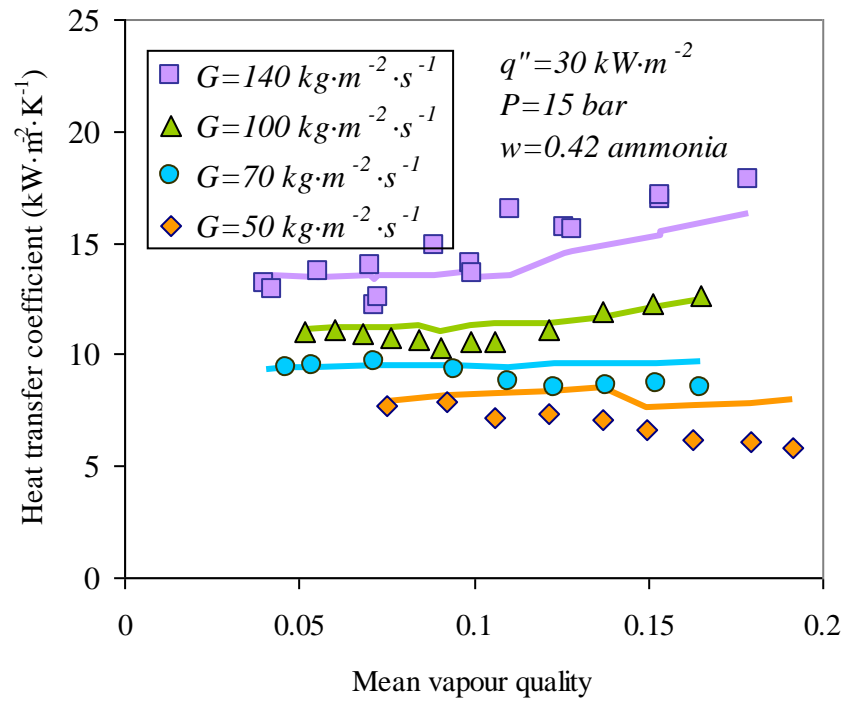 25
20
15
10
5
0
0
0.05
0.1
0.15
0.2
Heat transfer coefficient (kW·m⁻²·K⁻¹)
Mean vapour quality
G=140 kg·m⁻²·s⁻¹
G=100 kg·m⁻²·s⁻¹
G=70 kg·m⁻²·s⁻¹
G=50 kg·m⁻²·s⁻¹
q"=30 kW·m⁻²
P=15 bar
w=0.42 ammonia